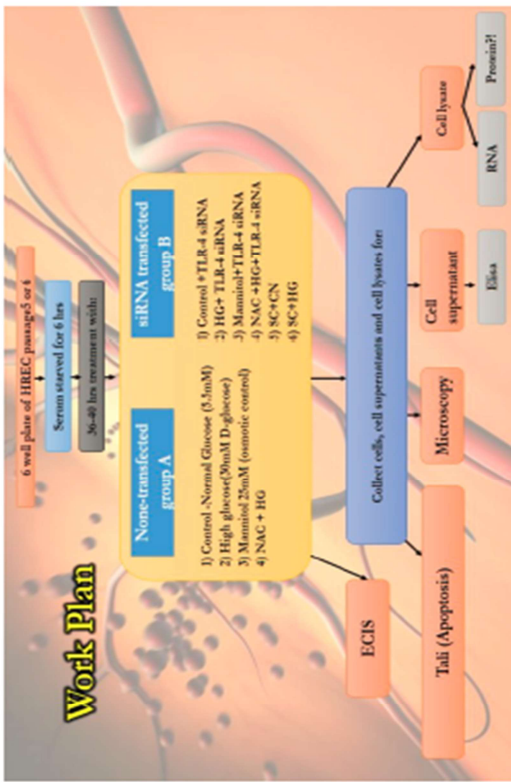 Work Plan
6 well plate of HREC passage5 or 6
Serom starved for 6 hrs
36-40 hrs treatment with:
None-transfected
group A
1) Control -Normal Glucose (5.5mM)
2) High glucose(30mM D-glucose)
3) Mannitol 25mM (osmotic control)
4) NAC + HG
siRNA transfected
group B
1) Control +TLR-4 siRNA
2) HG+ TLR-4 siRNA
3) Mannitol+TLR-4 siRNA
4) NAC +HG+TLR-4 siRNA
5) SC+CN
4) SC+HG
ECIS
Collect cells, cell supernatants and cell lysates for:
Tali (Apoptosis)
Microscopy
Cell
supernatant
Elisa
Cell lysate
RNA
Protein?!